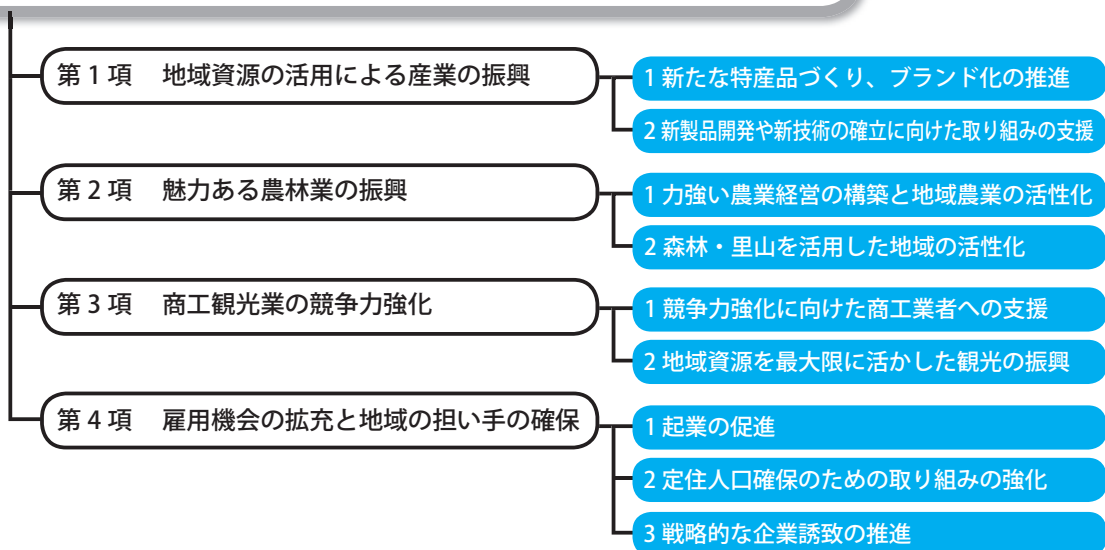 第1項 地域資源の活用による産業の振興
1 新たな特産品づくり、ブランド化の推進
2 新製品開発や新技術の確立に向けた取り組みの支援
第2項 魅力ある農林業の振興
1 力強い農業経営の構築と地域農業の活性化
2 森林・里山を活用した地域の活性化
第3項 商工観光業の競争力強化
1 競争力強化に向けた商工業者への支援
2 地域資源を最大限に活かした観光の振興
第4項 雇用機会の拡充と地域の担い手の確保
1 起業の促進
2 定住人口確保のための取り組みの強化
3 戦略的な企業誘致の推進